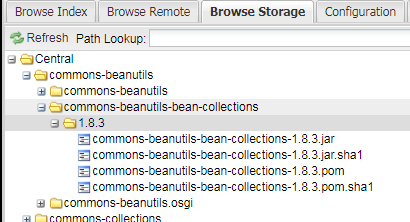 Browse Index Browse Remote Browse Storage Configuration
Refresh Path Lookup:
Central
commons-beanutils
commons-beanutils
commons-beanutils-bean-collections
1.8.3
commons-beanutils-bean-collections-1.8.3.jar
commons-beanutils-bean-collections-1.8.3.jar.sha1
commons-beanutils-bean-collections-1.8.3.pom
commons-beanutils-bean-collections-1.8.3.pom.sha1
commons-beanutils.osgi
commons-collections